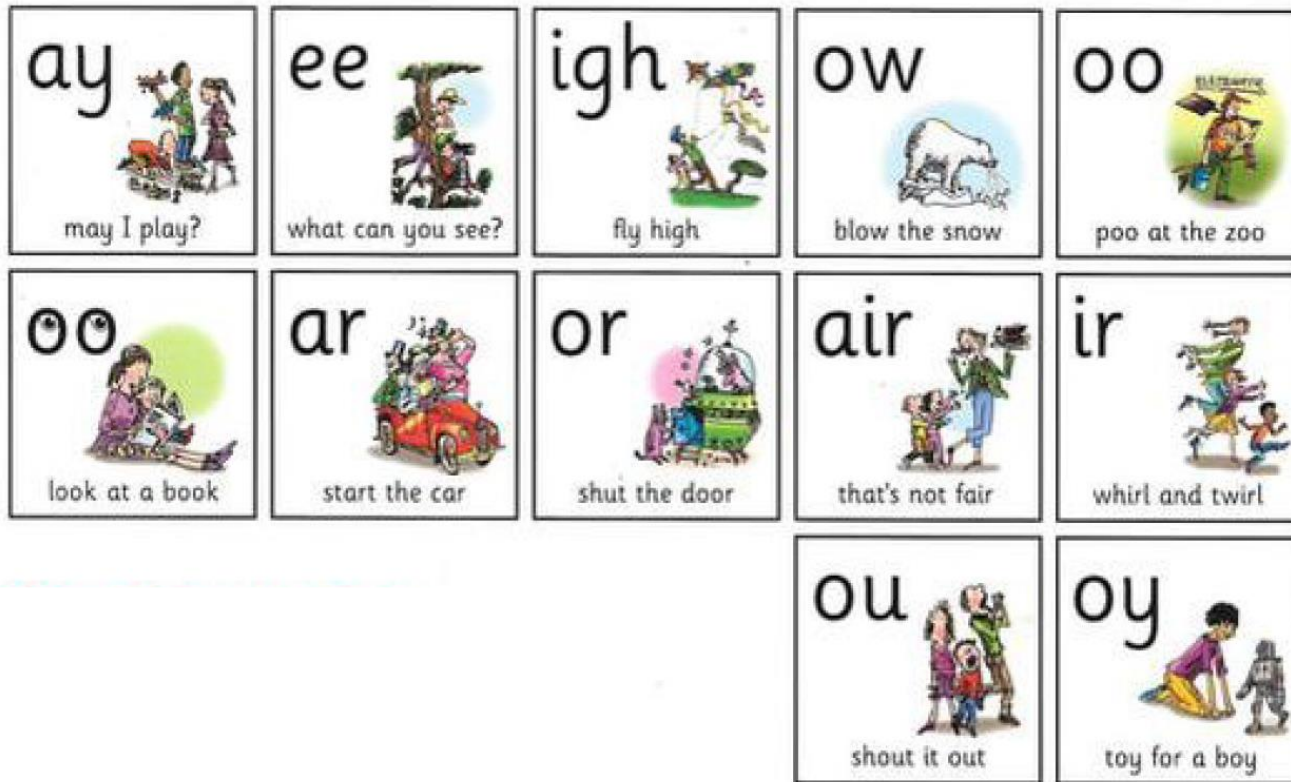 ay
may I play?
ee
what can you see?
igh
fly high
ow
blow the snow
oo
poo at the zoo
oo
look at a book
ar
start the car
or
shut the door
air
that's not fair
ir
whirl and twirl
ou
shout it out
oy
toy for a boy